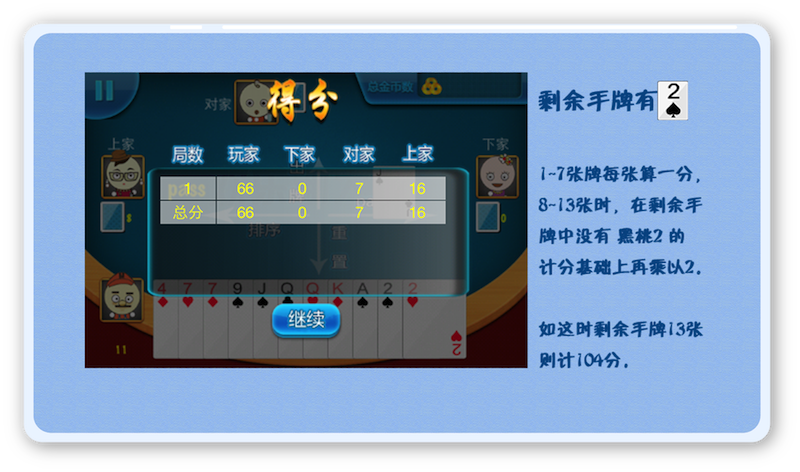 总金币数
对家
得分
上家
下家
局数 玩家 下家 对家 上家
1 66 0 7 16
总分 66 0 7 16
pass
排序
重
置
4 7 7 9 J Q Q K A 2 2
继续
11
2
剩余手牌有 2
1~7张牌每张算一分,
8~13张时, 在剩余手
牌中没有 黑桃2 的
计分基础上再乘以2.
如这时剩余手牌13张
则计104分.